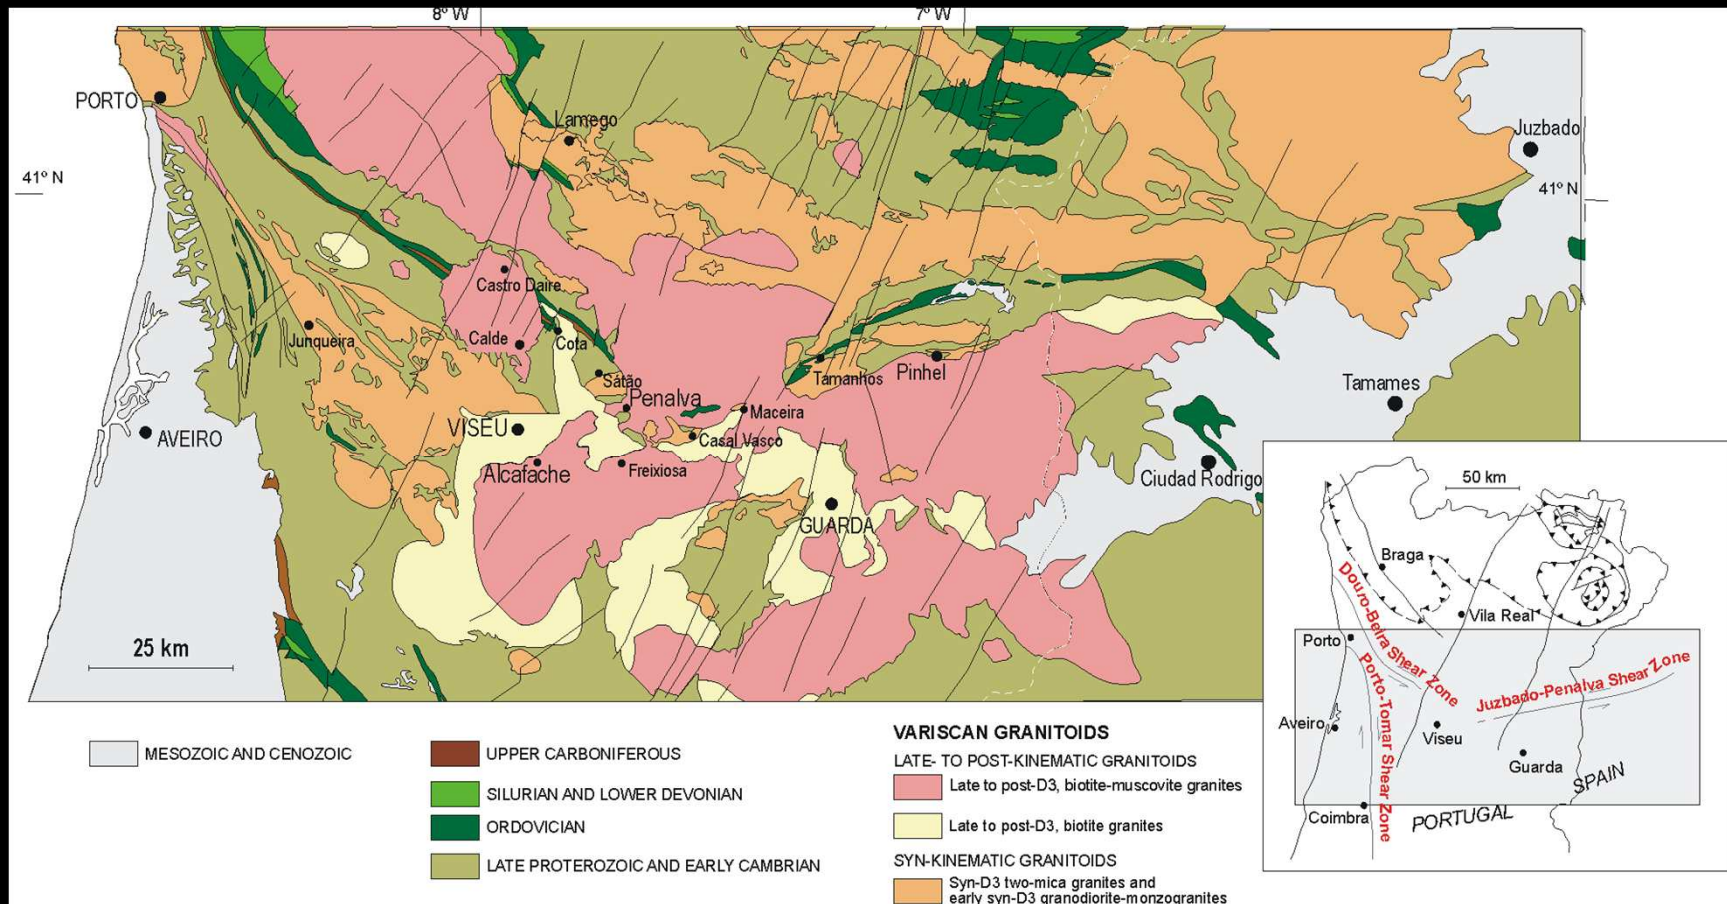 8º W
7º W
PORTO
Lamego
Juzbado
41º N
41º N
Castro Daire
Junqueira
Calde
Cota
Tamanhos
Pinhel
Sátão
Tamames
Penalva
Maceira
VISEU
AVEIRO
Casal Vasco
Alcafache
Freixiosa
Ciudad Rodrigo
GUARDA
25 km
50 km
Braga
Douro-Beira Shear Zone
Vila Real
Porto
Porto-Tomar Shear Zone
Juzbado-Penalva Shear Zone
Aveiro
Viseu
Guarda
SPAIN
Coimbra
PORTUGAL
MESOZOIC AND CENOZOIC
UPPER CARBONIFEROUS
SILURIAN AND LOWER DEVONIAN
ORDOVICIAN
LATE PROTEROZOIC AND EARLY CAMBRIAN
VARISCAN GRANITOIDS
LATE- TO POST-KINEMATIC GRANITOIDS
Late to post-D3, biotite-muscovite granites
Late to post-D3, biotite granites
SYN-KINEMATIC GRANITOIDS
Syn-D3 two-mica granites and
early syn-D3 granodiorite-monzogranites